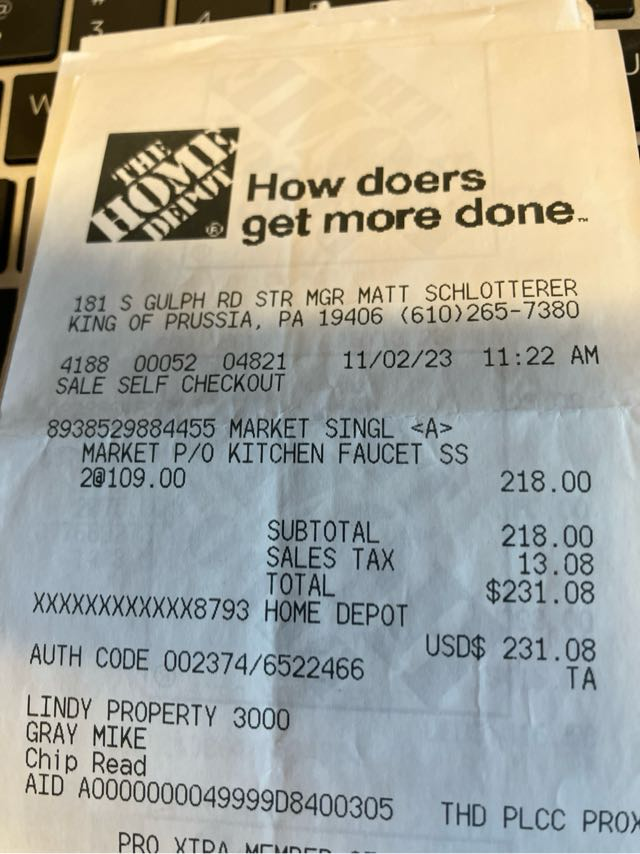 THE
HOME
DEPOT
How doers
get more done™
181 S GULPH RD STR MGR MATT SCHLOTTERER
KING OF PRUSSIA, PA 19406 (610)265-7380
4188 00052 04821 11/02/23 11:22 AM
SALE SELF CHECKOUT
8938529884455 MARKET SINGL <A>
MARKET P/O KITCHEN FAUCET SS
2@109.00 218.00
SUBTOTAL 218.00
SALES TAX 13.08
TOTAL $231.08
XXXXXXXXXXXX8793 HOME DEPOT
USD$ 231.08
AUTH CODE 002374/6522466 TA
LINDY PROPERTY 3000
GRAY MIKE
Chip Read
AID A0000000049999D8400305 THD PLCC PROX
PRO XTRA MEMBER